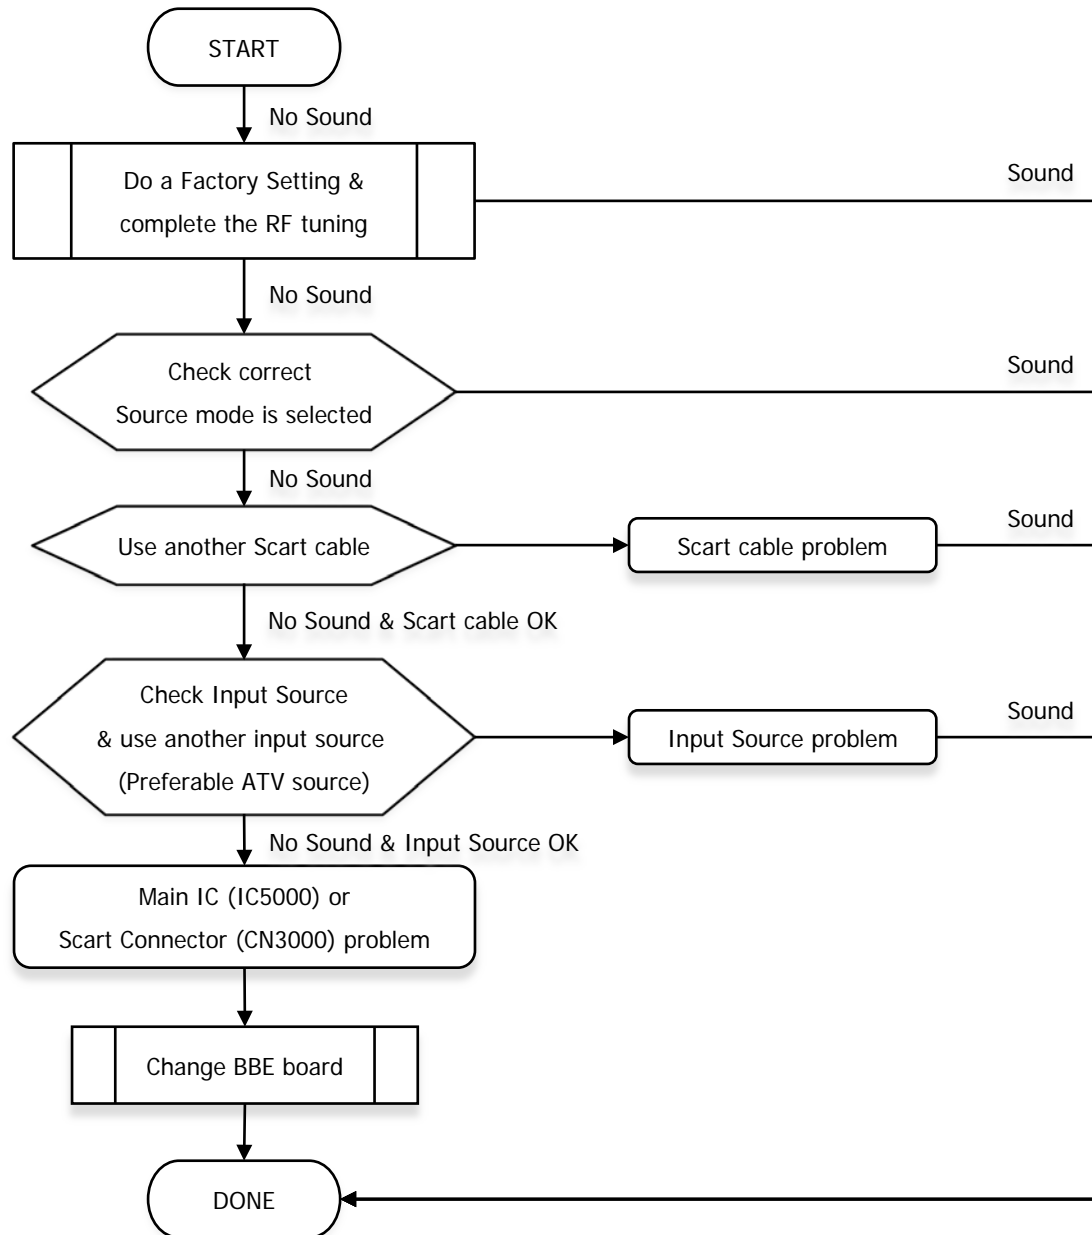 START
No Sound
Do a Factory Setting &
complete the RF tuning
Sound
No Sound
Check correct
Source mode is selected
Sound
No Sound
Use another Scart cable
Scart cable problem
Sound
No Sound & Scart cable OK
Check Input Source
& use another input source
(Preferable ATV source)
Input Source problem
Sound
No Sound & Input Source OK
Main IC (IC5000) or
Scart Connector (CN3000) problem
Change BBE board
DONE